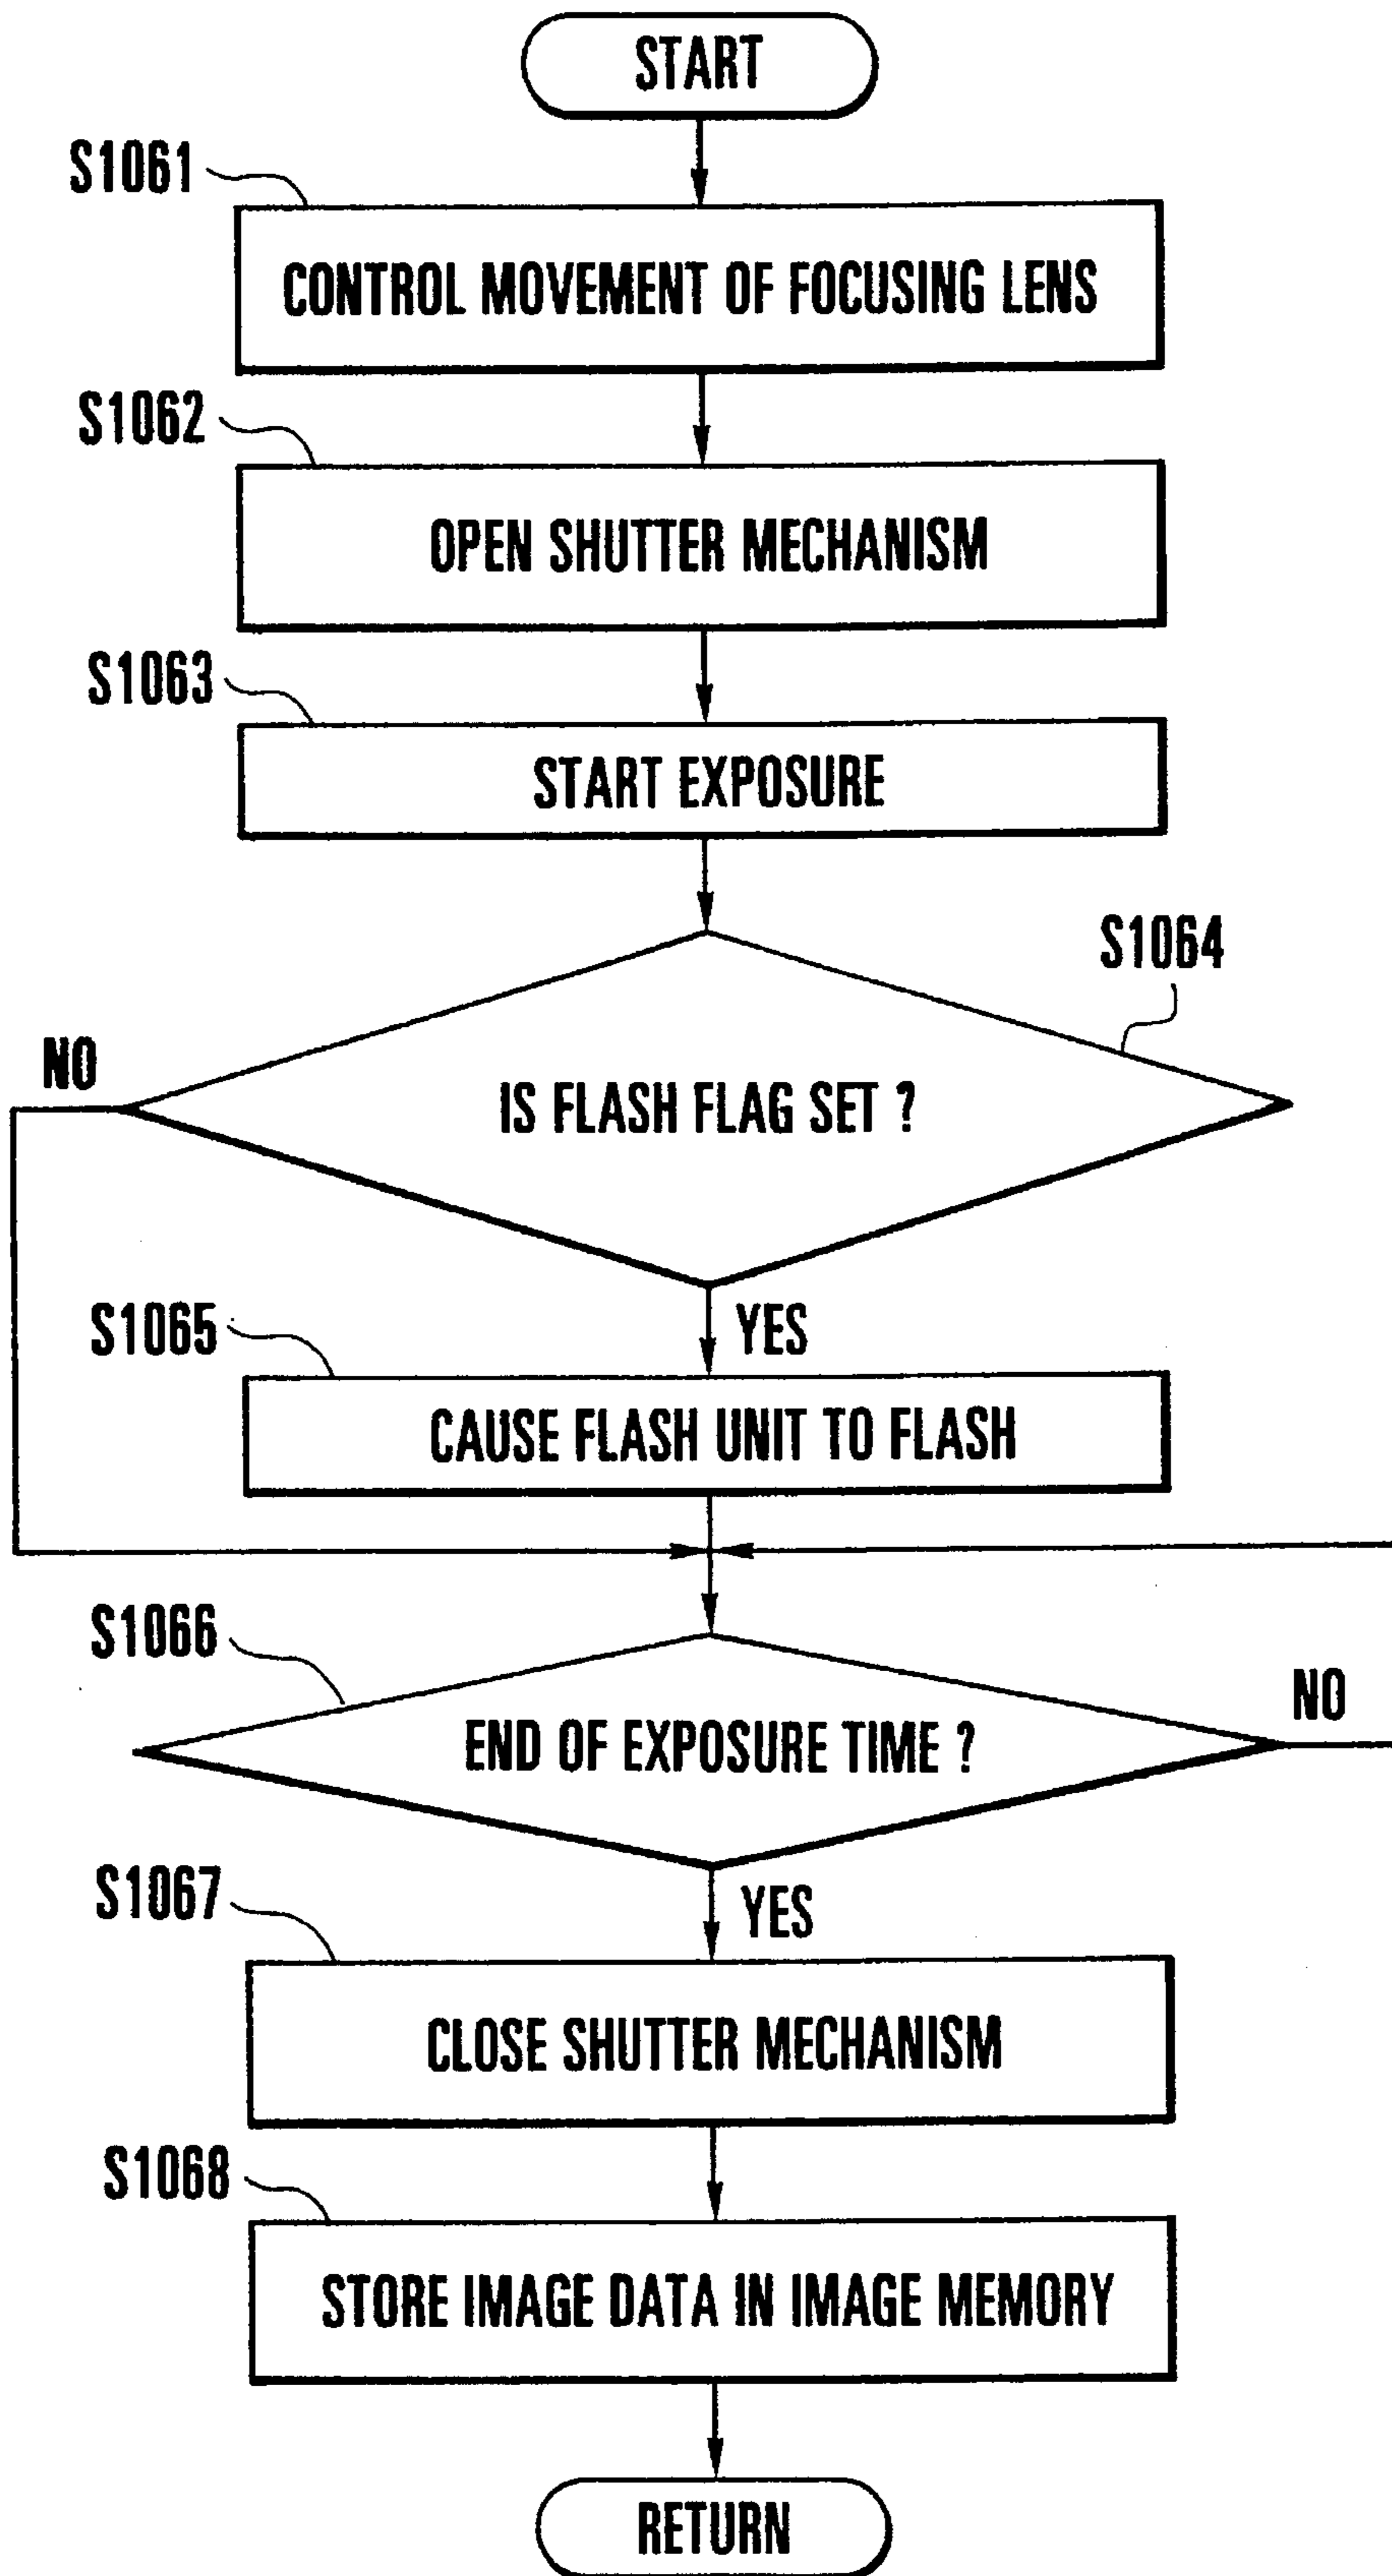 START
S1061
CONTROL MOVEMENT OF FOCUSING LENS
S1062
OPEN SHUTTER MECHANISM
S1063
START EXPOSURE
S1064
NO
IS FLASH FLAG SET ?
YES
S1065
CAUSE FLASH UNIT TO FLASH
S1066
NO
END OF EXPOSURE TIME ?
YES
S1067
CLOSE SHUTTER MECHANISM
S1068
STORE IMAGE DATA IN IMAGE MEMORY
RETURN